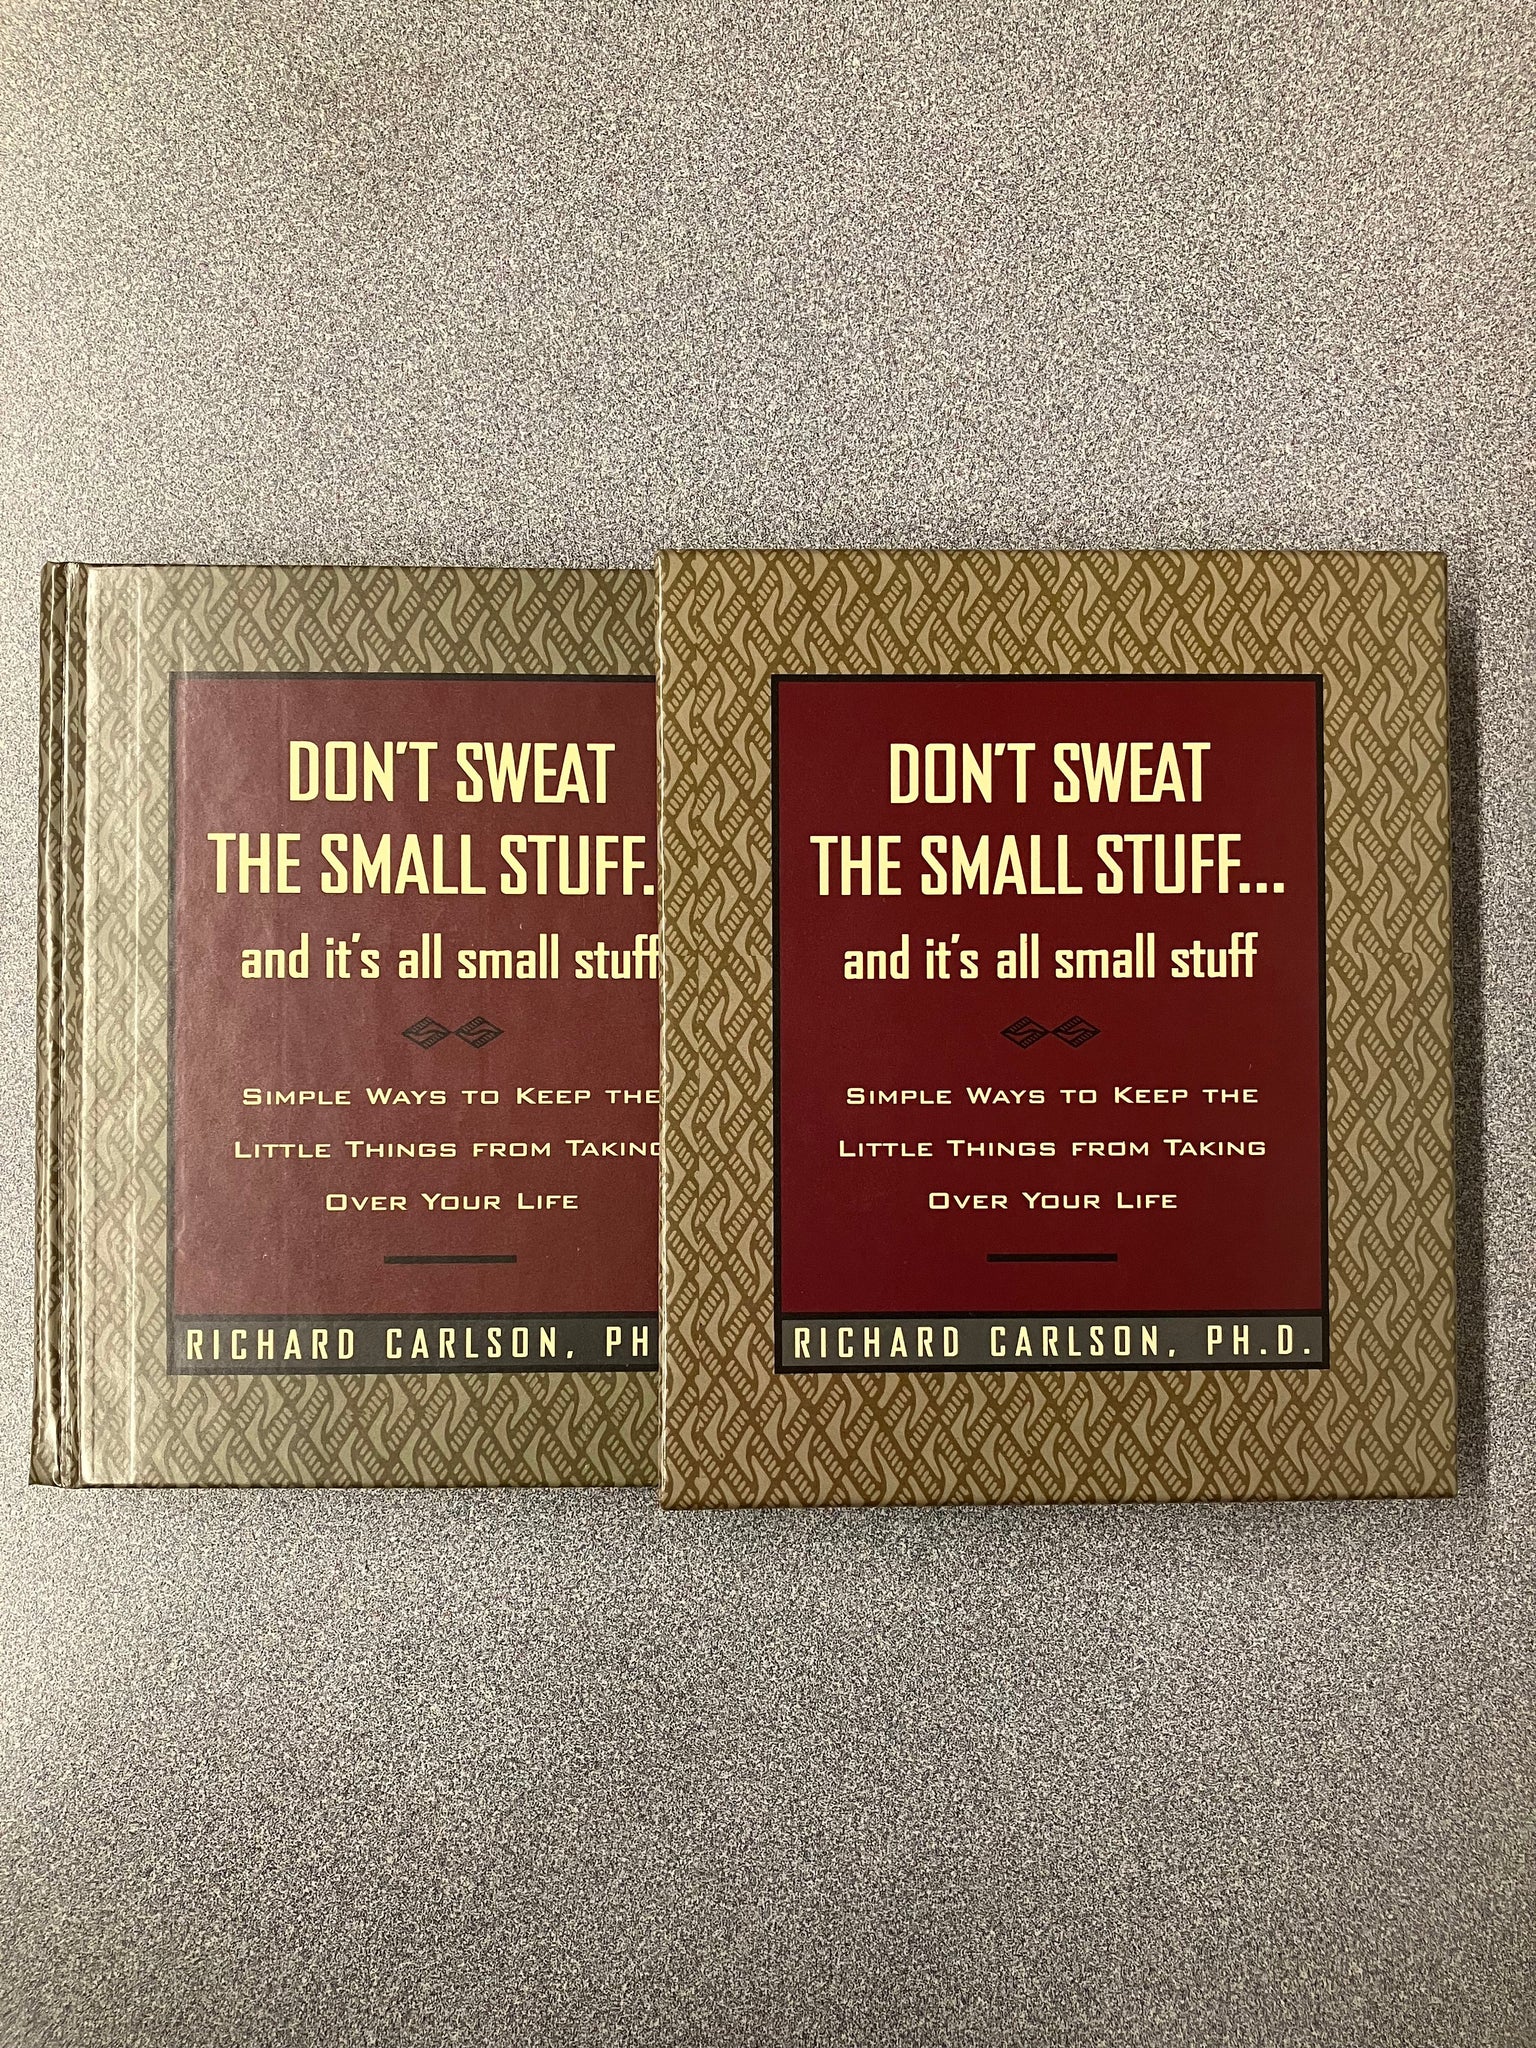 DON'T SWEAT
THE SMALL STUFF.
and it's all small stuff
SIMPLE WAYS TO KEEP THE
LITTLE THINGS FROM TAKING
OVER YOUR LIFE
RICHARD CARLSON, PH
DON'T SWEAT
THE SMALL STUFF...
and it's all small stuff
SIMPLE WAYS TO KEEP THE
LITTLE THINGS FROM TAKING
OVER YOUR LIFE
RICHARD CARLSON, PH.D.